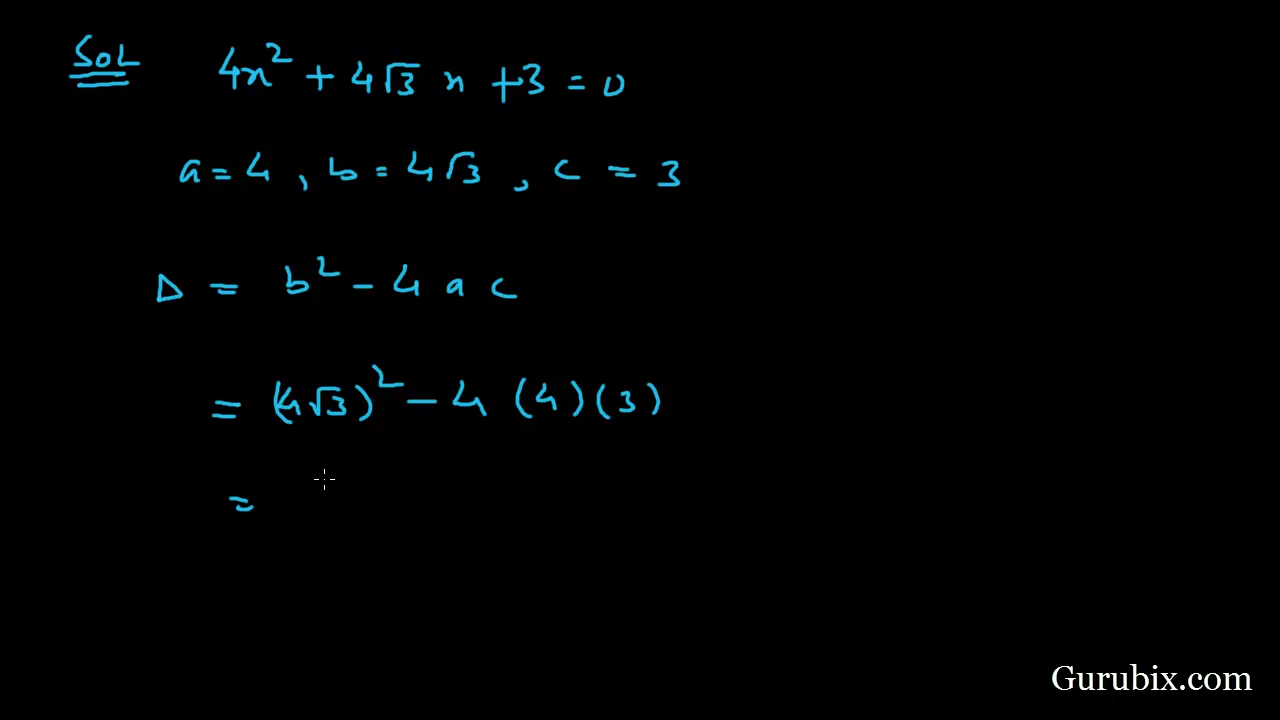 SOL 4x² + 4√3 x + 3 = 0
a = 4 , b = 4√3 , c = 3
Δ = b² - 4 a c
= (4√3)² - 4 (4) (3)
=
Gurubix.com